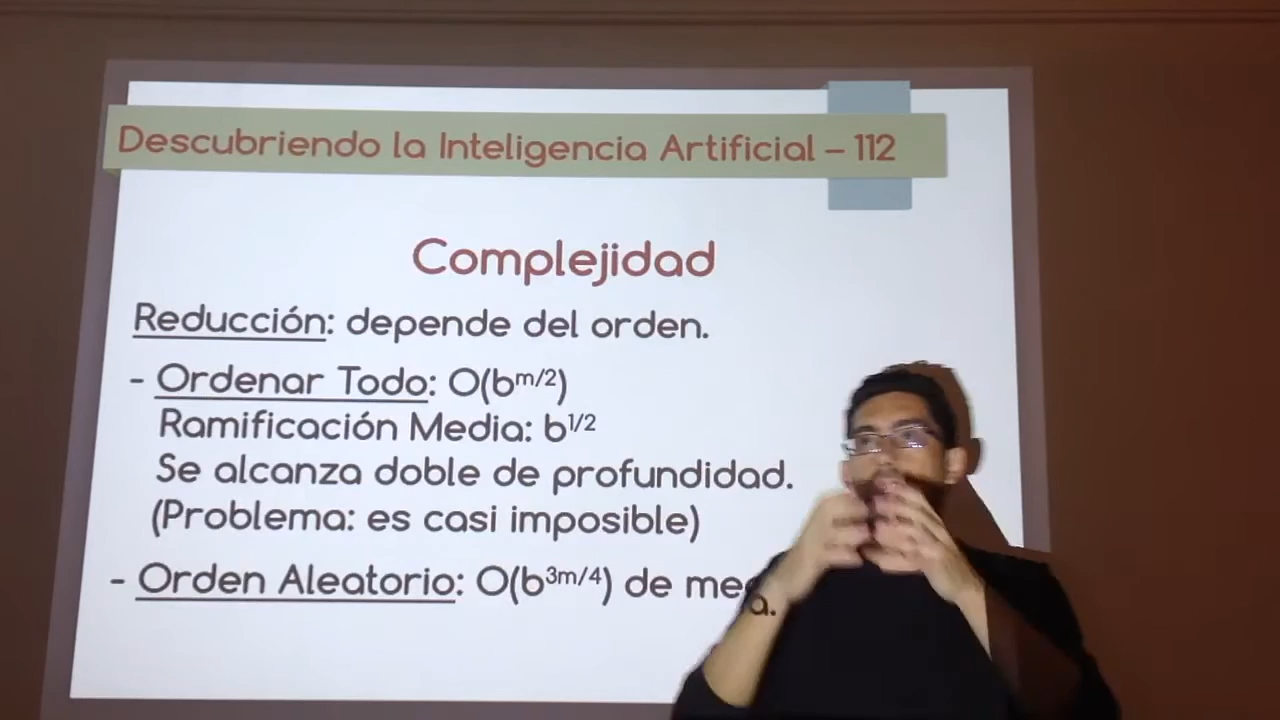 Descubriendo la Inteligencia Artificial – 112
Complejidad
Reducción: depende del orden.
- Ordenar Todo: O(b^m/2)
Ramificación Media: b^1/2
Se alcanza doble de profundidad.
(Problema: es casi imposible)
- Orden Aleatorio: O(b^3m/4) de